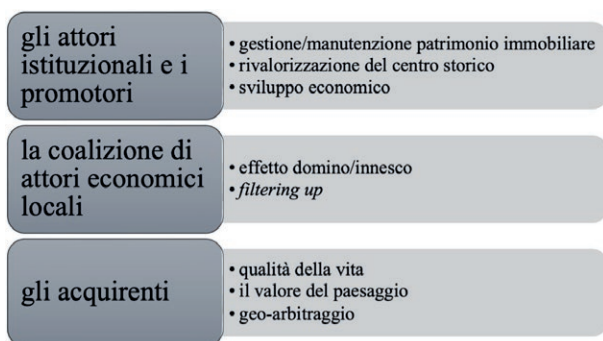 gli attori
istituzionali e i
promotori
• gestione/manutenzione patrimonio immobiliare
• rivalorizzazione del centro storico
• sviluppo economico
la coalizione di
attori economici
locali
• effetto domino/innesco
• filtering up
gli acquirenti
• qualità della vita
• il valore del paesaggio
• geo-arbitraggio